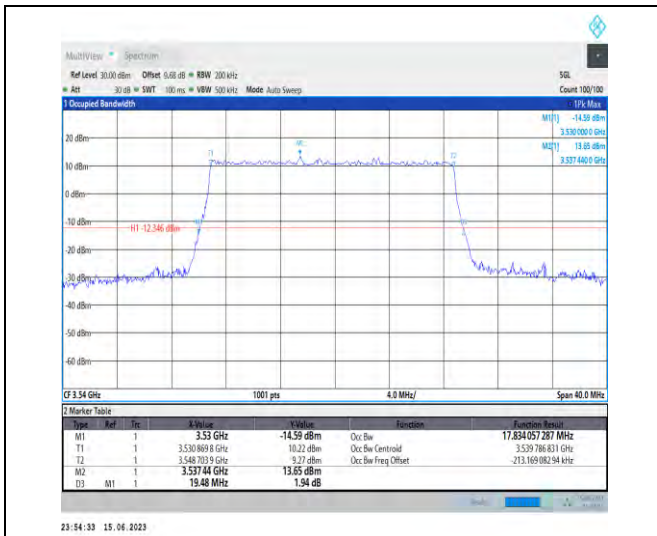 MultiView Spectrum
Ref Level 30.00 dBm Offset 9.68 dB RBW 200 kHz SGL
Att 30 dB SWT 100 ms VBW 500 kHz Mode Auto Sweep Count 100/100
1 Occupied Bandwidth 1Pk Max
M1[1] -14.59 dBm
3.530 000 0 GHz
M2[1] 13.65 dBm
3.537 440 0 GHz
20 dBm
T1 T2
10 dBm
0 dBm
-10 dBm
H1 -12.346 dBm
-20 dBm
-30 dBm
-40 dBm
-50 dBm
-60 dBm
CF 3.54 GHz 1001 pts 4.0 MHz/ Span 40.0 MHz
2 Marker Table
Type Ref Trc X-Value Y-Value Function Function Result
M1 1 3.53 GHz -14.59 dBm Occ Bw 17.834 057 287 MHz
T1 1 3.530 869 8 GHz 10.22 dBm Occ Bw Centroid 3.539 786 831 GHz
T2 1 3.548 703 9 GHz 9.27 dBm Occ Bw Freq Offset -213.169 082 94 kHz
M2 1 3.537 44 GHz 13.65 dBm
D3 M1 1 19.48 MHz 1.94 dB
23:54:33 15.06.2023